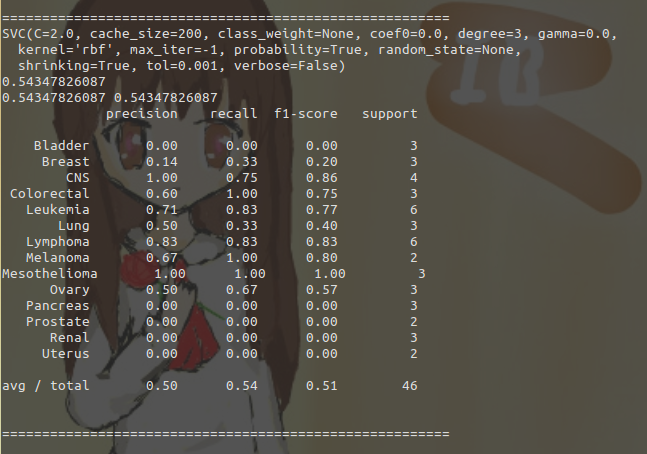 ========================================================
SVC(C=2.0, cache_size=200, class_weight=None, coef0=0.0, degree=3, gamma=0.0,
  kernel='rbf', max_iter=-1, probability=True, random_state=None,
  shrinking=True, tol=0.001, verbose=False)
0.54347826087
0.54347826087 0.54347826087
             precision    recall  f1-score   support

    Bladder       0.00      0.00      0.00         3
     Breast       0.14      0.33      0.20         3
        CNS       1.00      0.75      0.86         4
 Colorectal       0.60      1.00      0.75         3
   Leukemia       0.71      0.83      0.77         6
       Lung       0.50      0.33      0.40         3
   Lymphoma       0.83      0.83      0.83         6
   Melanoma       0.67      1.00      0.80         2
Mesothelioma       1.00      1.00      1.00         3
      Ovary       0.50      0.67      0.57         3
   Pancreas       0.00      0.00      0.00         3
   Prostate       0.00      0.00      0.00         2
      Renal       0.00      0.00      0.00         3
     Uterus       0.00      0.00      0.00         2

avg / total       0.50      0.54      0.51        46

========================================================